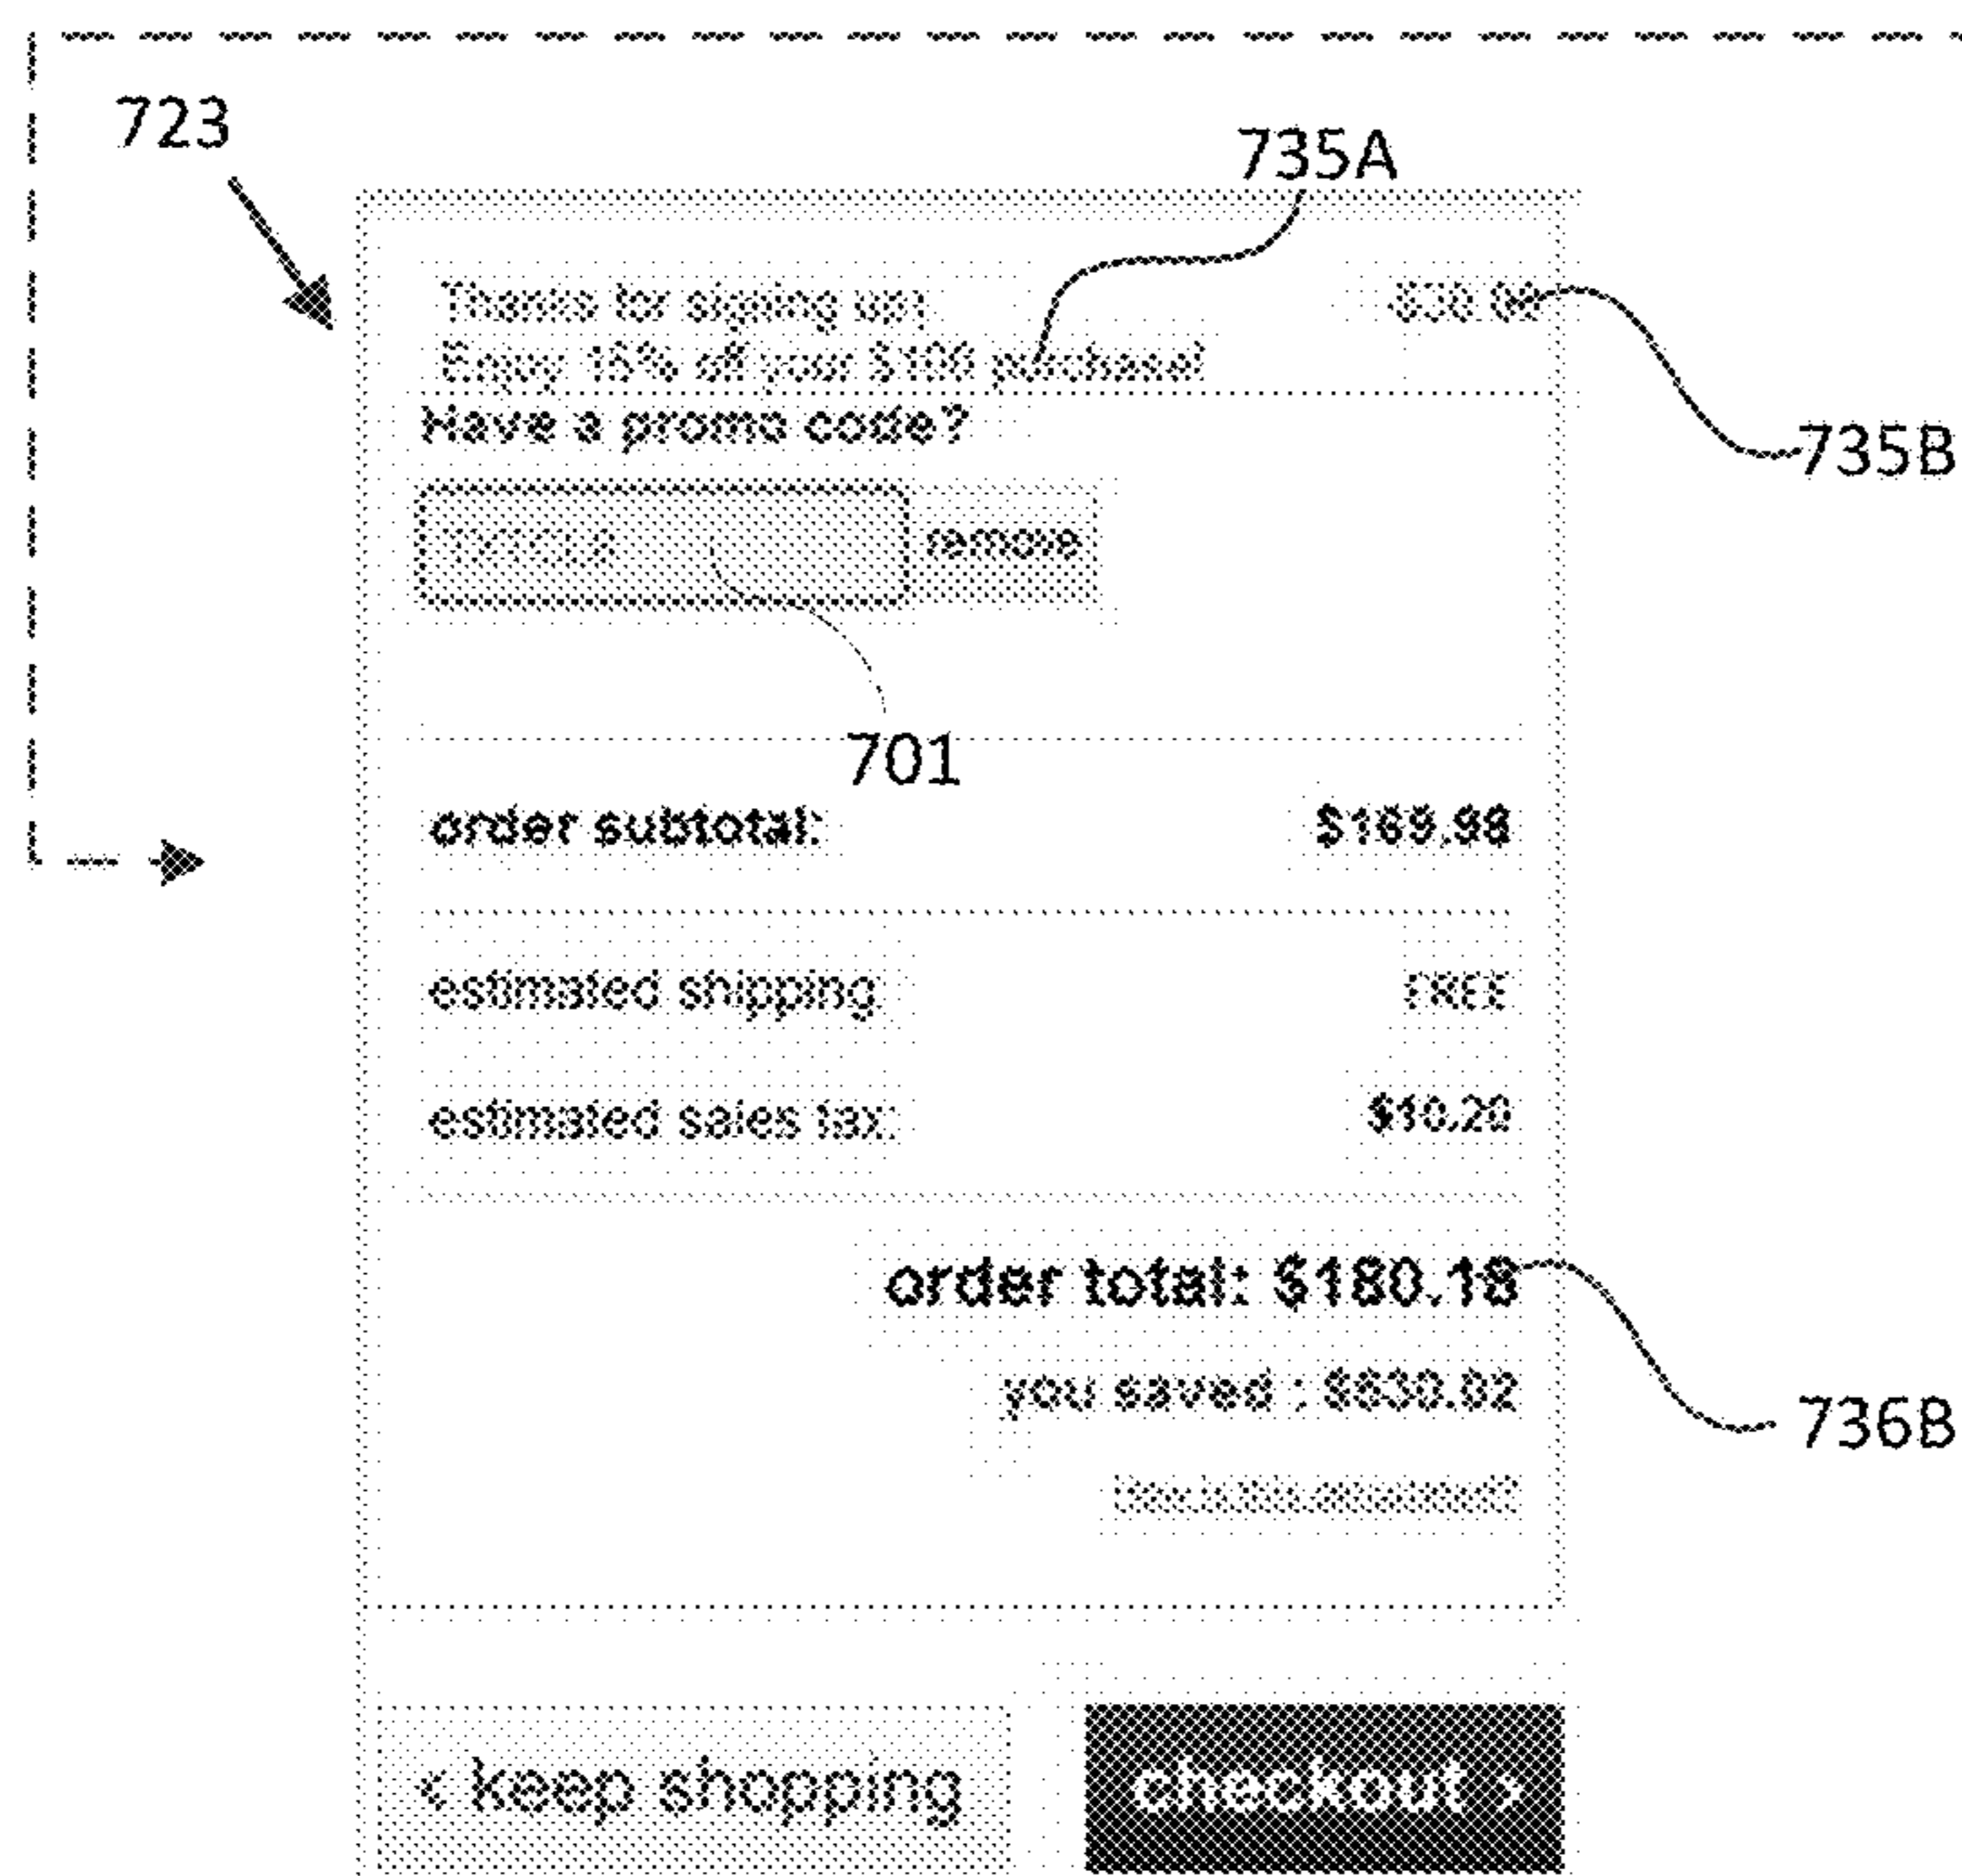 723
735A
Thanks for signing up!
Enjoy 15% off your $100 purchase!
735B
Have a promo code?
remove
701
order subtotal: $169.98
estimated shipping: FREE
estimated sales tax: $10.20
order total: $180.18
you saved :
736B
< keep shopping
checkout >